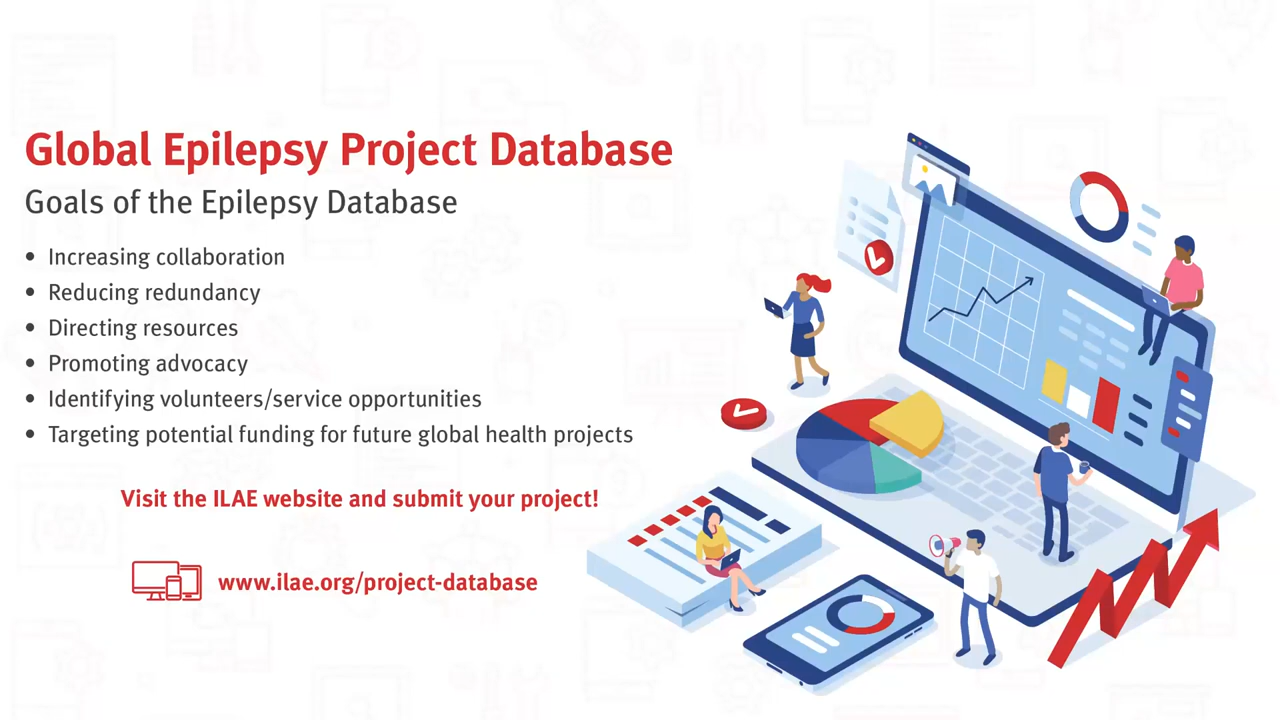 Global Epilepsy Project Database
Goals of the Epilepsy Database
• Increasing collaboration
• Reducing redundancy
• Directing resources
• Promoting advocacy
• Identifying volunteers/service opportunities
• Targeting potential funding for future global health projects
Visit the ILAE website and submit your project!
www.ilae.org/project-database